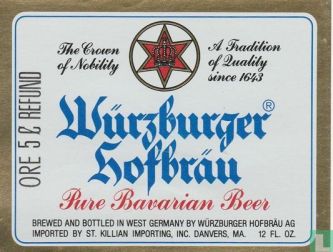 The Crown
of Nobility
A Tradition
of Quality
since 1643
ORE 5¢ REFUND
Würzburger®
Hofbräu
Pure Bavarian Beer
BREWED AND BOTTLED IN WEST GERMANY BY WÜRZBURGER HOFBRÄU AG
IMPORTED BY ST. KILLIAN IMPORTING, INC. DANVERS, MA. 12 FL. OZ.